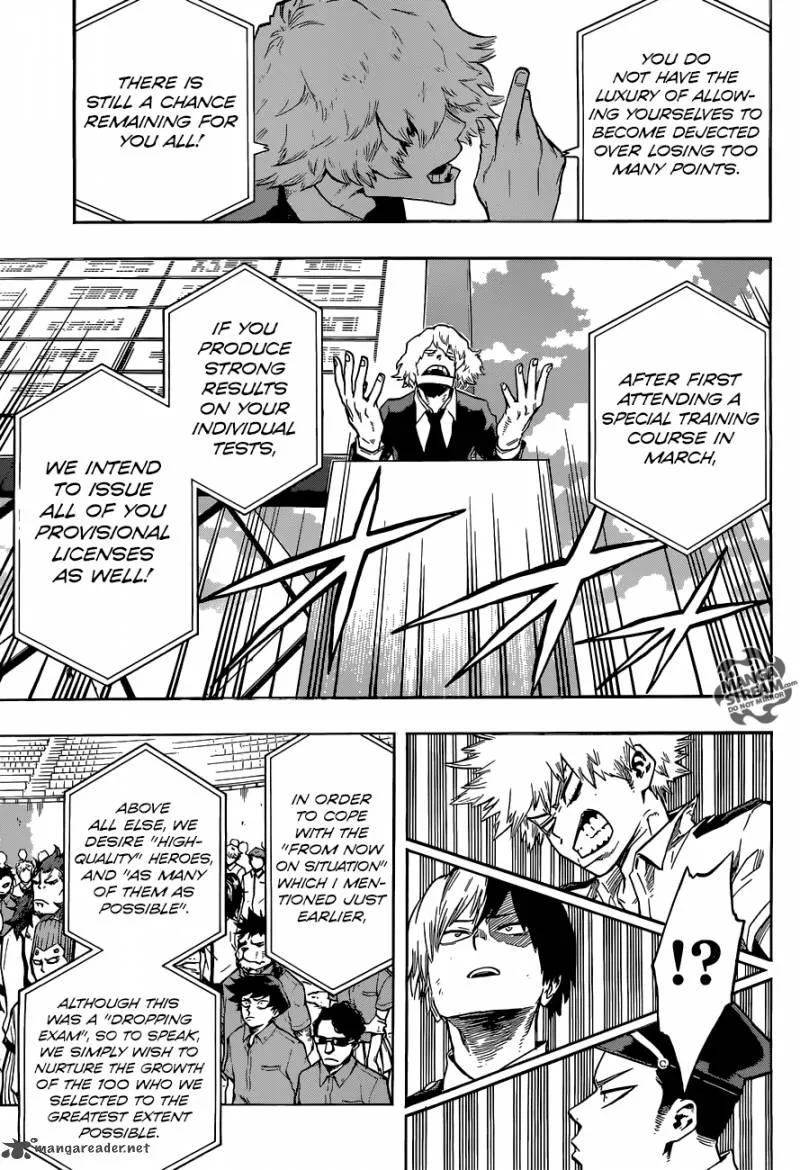 YOU DO
NOT HAVE THE
LUXURY OF ALLOW-
ING YOURSELVES TO
BECOME DEJECTED
OVER LOSING TOO
MANY POINTS.
THERE IS
STILL A CHANCE
REMAINING FOR
YOU ALL!
AFTER FIRST
ATTENDING A
SPECIAL TRAINING
COURSE IN
MARCH,
IF YOU
PRODUCE
STRONG
RESULTS
ON YOUR
INDIVIDUAL
TESTS,
WE INTEND
TO ISSUE
ALL OF YOU
PROVISIONAL
LICENSES
AS WELL!
MANGA
STREAM.com
DO NOT MIRROR
!?
IN ORDER
TO COPE
WITH THE
"FROM NOW
ON SITUATION"
WHICH I MEN-
TIONED JUST
EARLIER,
ABOVE
ALL ELSE, WE
DESIRE "HIGH-
QUALITY" HEROES,
AND "AS MANY
OF THEM AS
POSSIBLE".
ALTHOUGH THIS
WAS A "DROPPING
EXAM", SO TO SPEAK,
WE SIMPLY WISH TO
NURTURE THE GROWTH
OF THE 100 WHO WE
SELECTED TO THE
GREATEST EXTENT
POSSIBLE.
mangareader.net